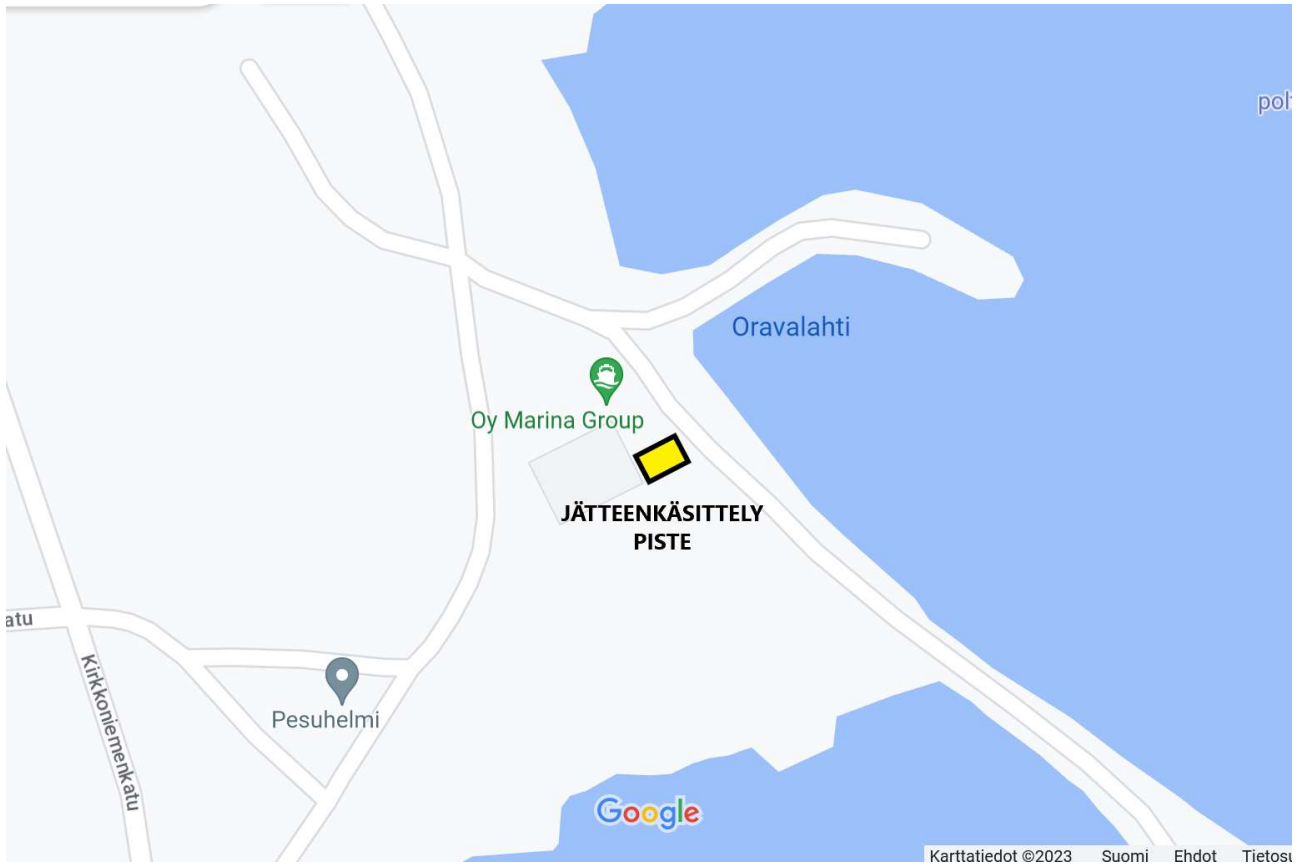 polt
Oravalahti
Oy Marina Group
JÄTTEENKÄSITTELY
PISTE
atu
Kirkkoniemenkatu
Pesuhelmi
Google
Karttatiedot ©2023 Suomi Ehdot Tietosu